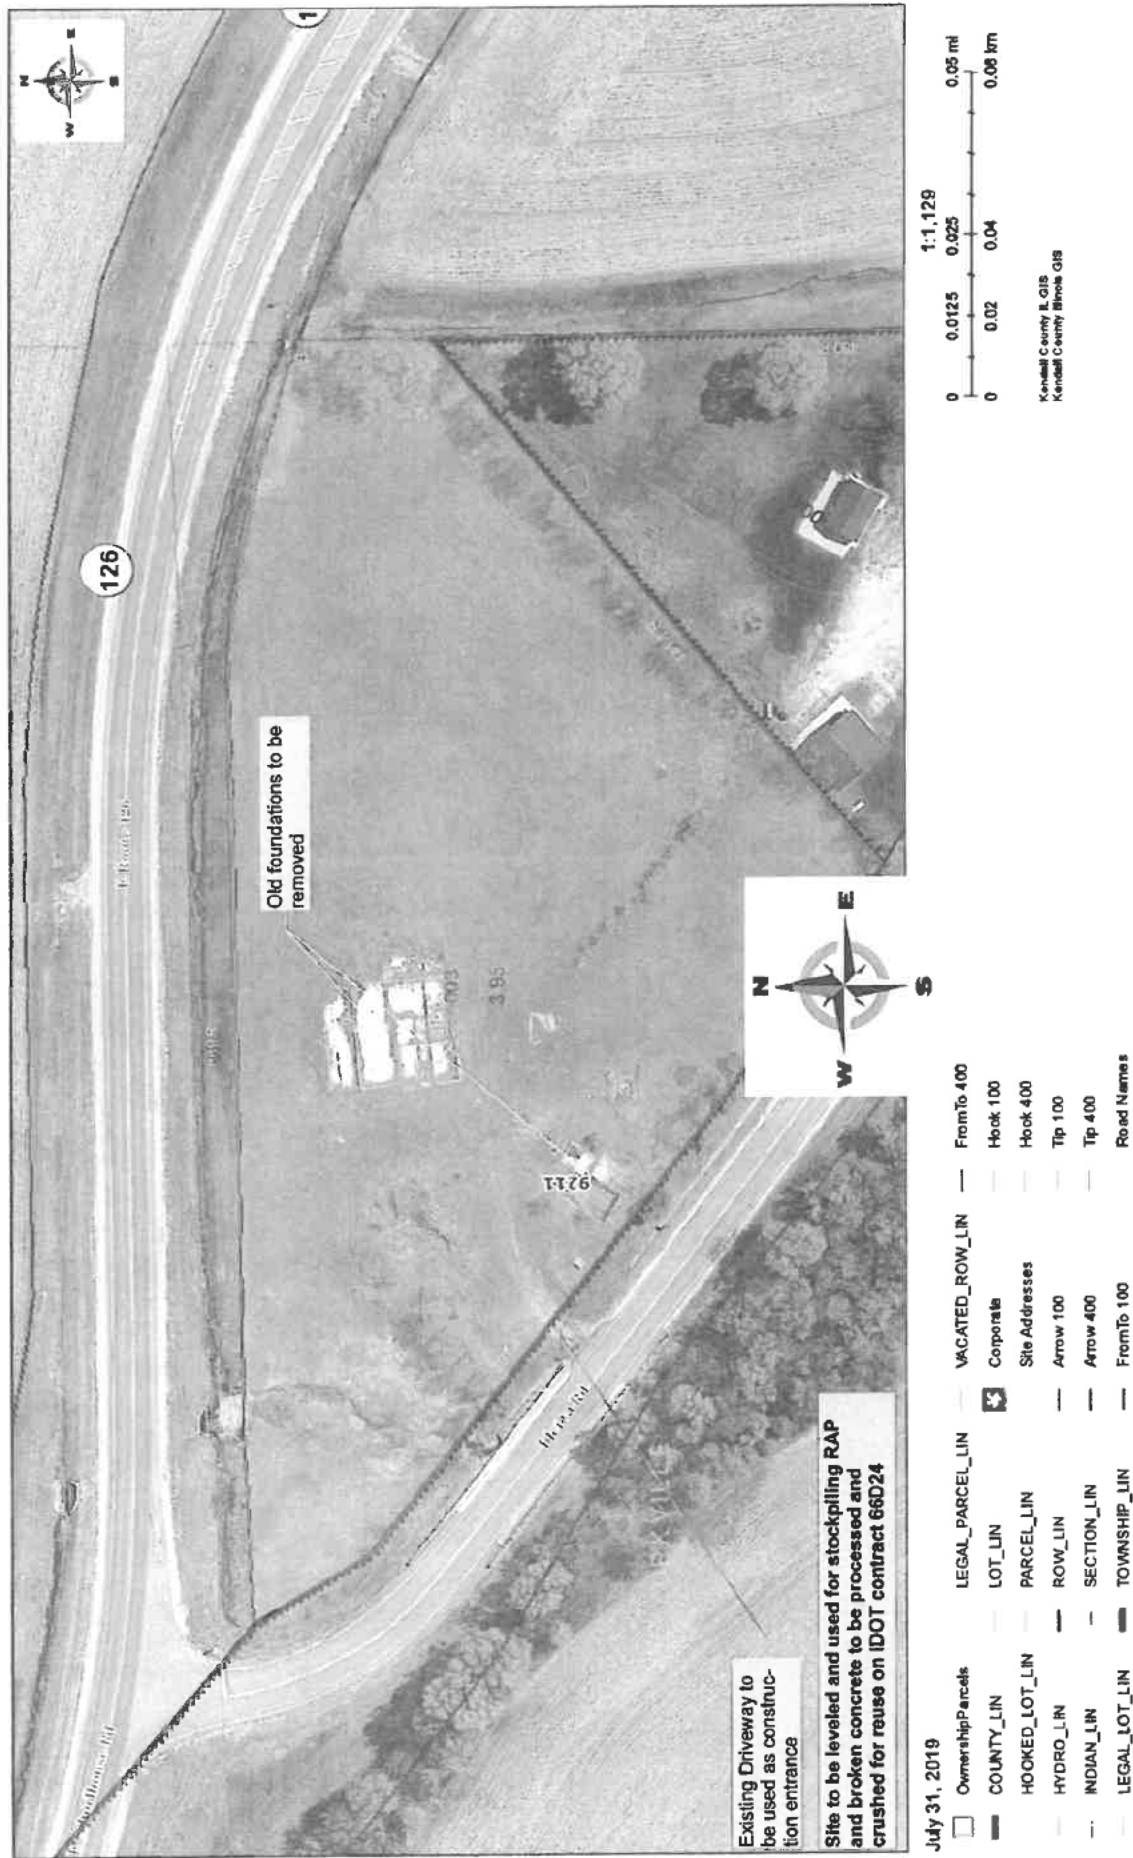 N
W
E
S
1
126
Old foundations to be
removed
003
3.95
9211
N
W
E
S
Existing Driveway to
be used as construc-
tion entrance
Site to be leveled and used for stockpiling RAP
and broken concrete to be processed and
crushed for reuse on IDOT contract 66D24
July 31, 2019
OwnershipParcels
COUNTY_LIN
HOOKED_LOT_LIN
HYDRO_LIN
INDIAN_LIN
LEGAL_LOT_LIN
LEGAL_PARCEL_LIN
LOT_LIN
PARCEL_LIN
ROW_LIN
SECTION_LIN
TOWNSHIP_LIN
VACATED_ROW_LIN
Corporate
Site Addresses
Arrow 100
Arrow 400
FromTo 100
FromTo 400
Hook 100
Hook 400
Tip 100
Tip 400
Road Names
1:1,129
0 0.0125 0.025 0.05 mi
0 0.02 0.04 0.08 km
Kendall County IL GIS
Kendall County Illinois GIS